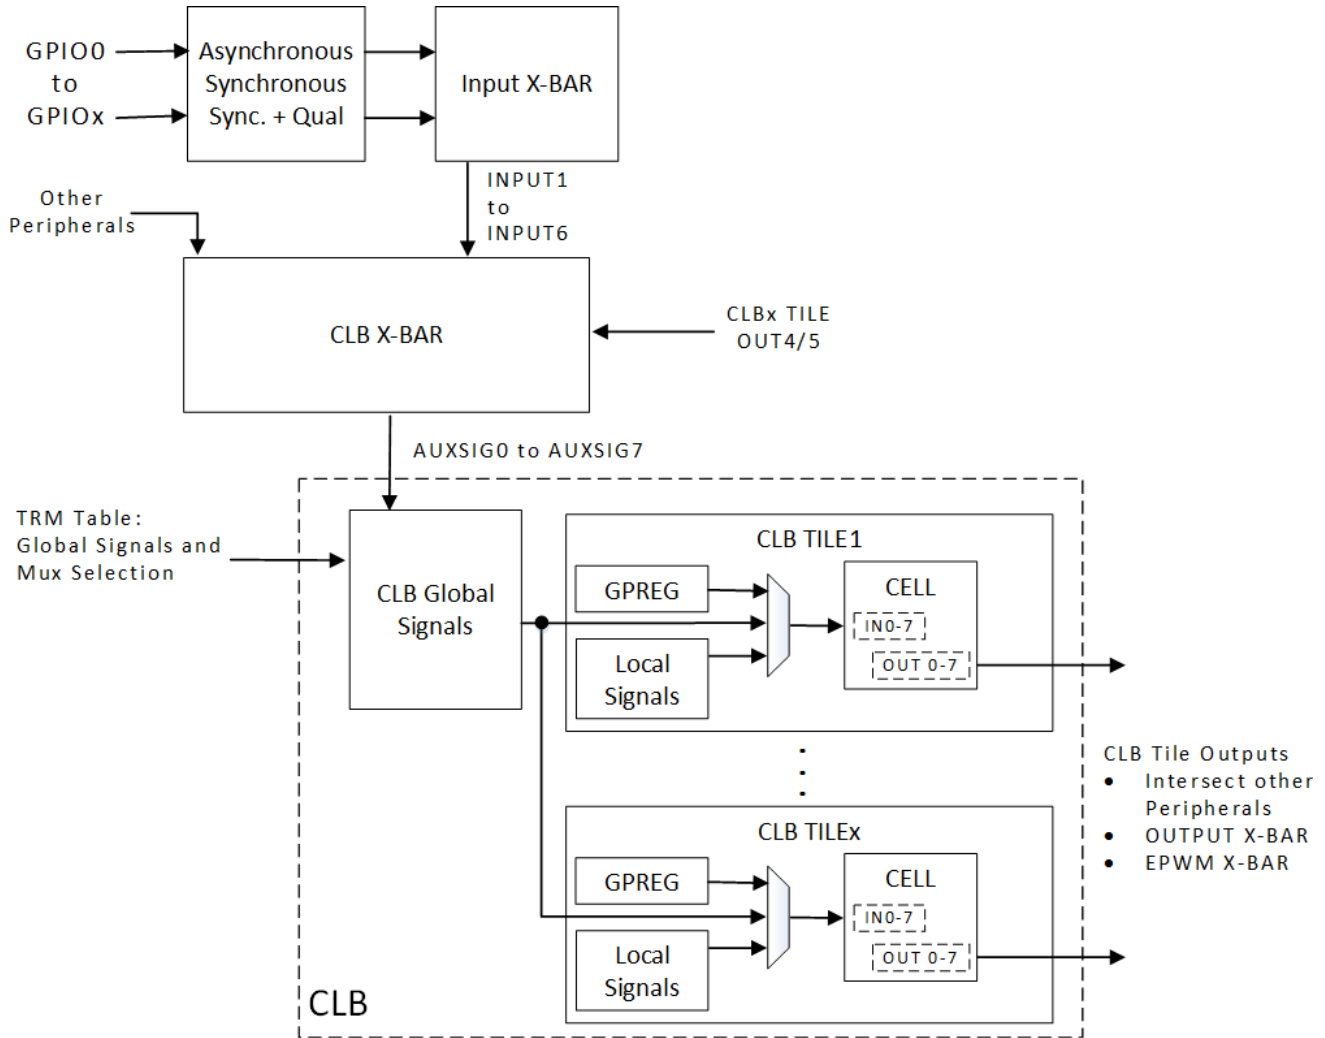 GPIO0
to
GPIOx
Asynchronous
Synchronous
Sync. + Qual
Input X-BAR
INPUT1
to
INPUT6
Other
Peripherals
CLB X-BAR
CLBx TILE
OUT4/5
AUXSIG0 to AUXSIG7
TRM Table:
Global Signals and
Mux Selection
CLB Global
Signals
CLB TILE1
GPREG
Local
Signals
CELL
IN0-7
OUT 0-7
CLB TILEx
GPREG
Local
Signals
CELL
IN0-7
OUT 0-7
CLB
CLB Tile Outputs
• Intersect other
Peripherals
• OUTPUT X-BAR
• EPWM X-BAR